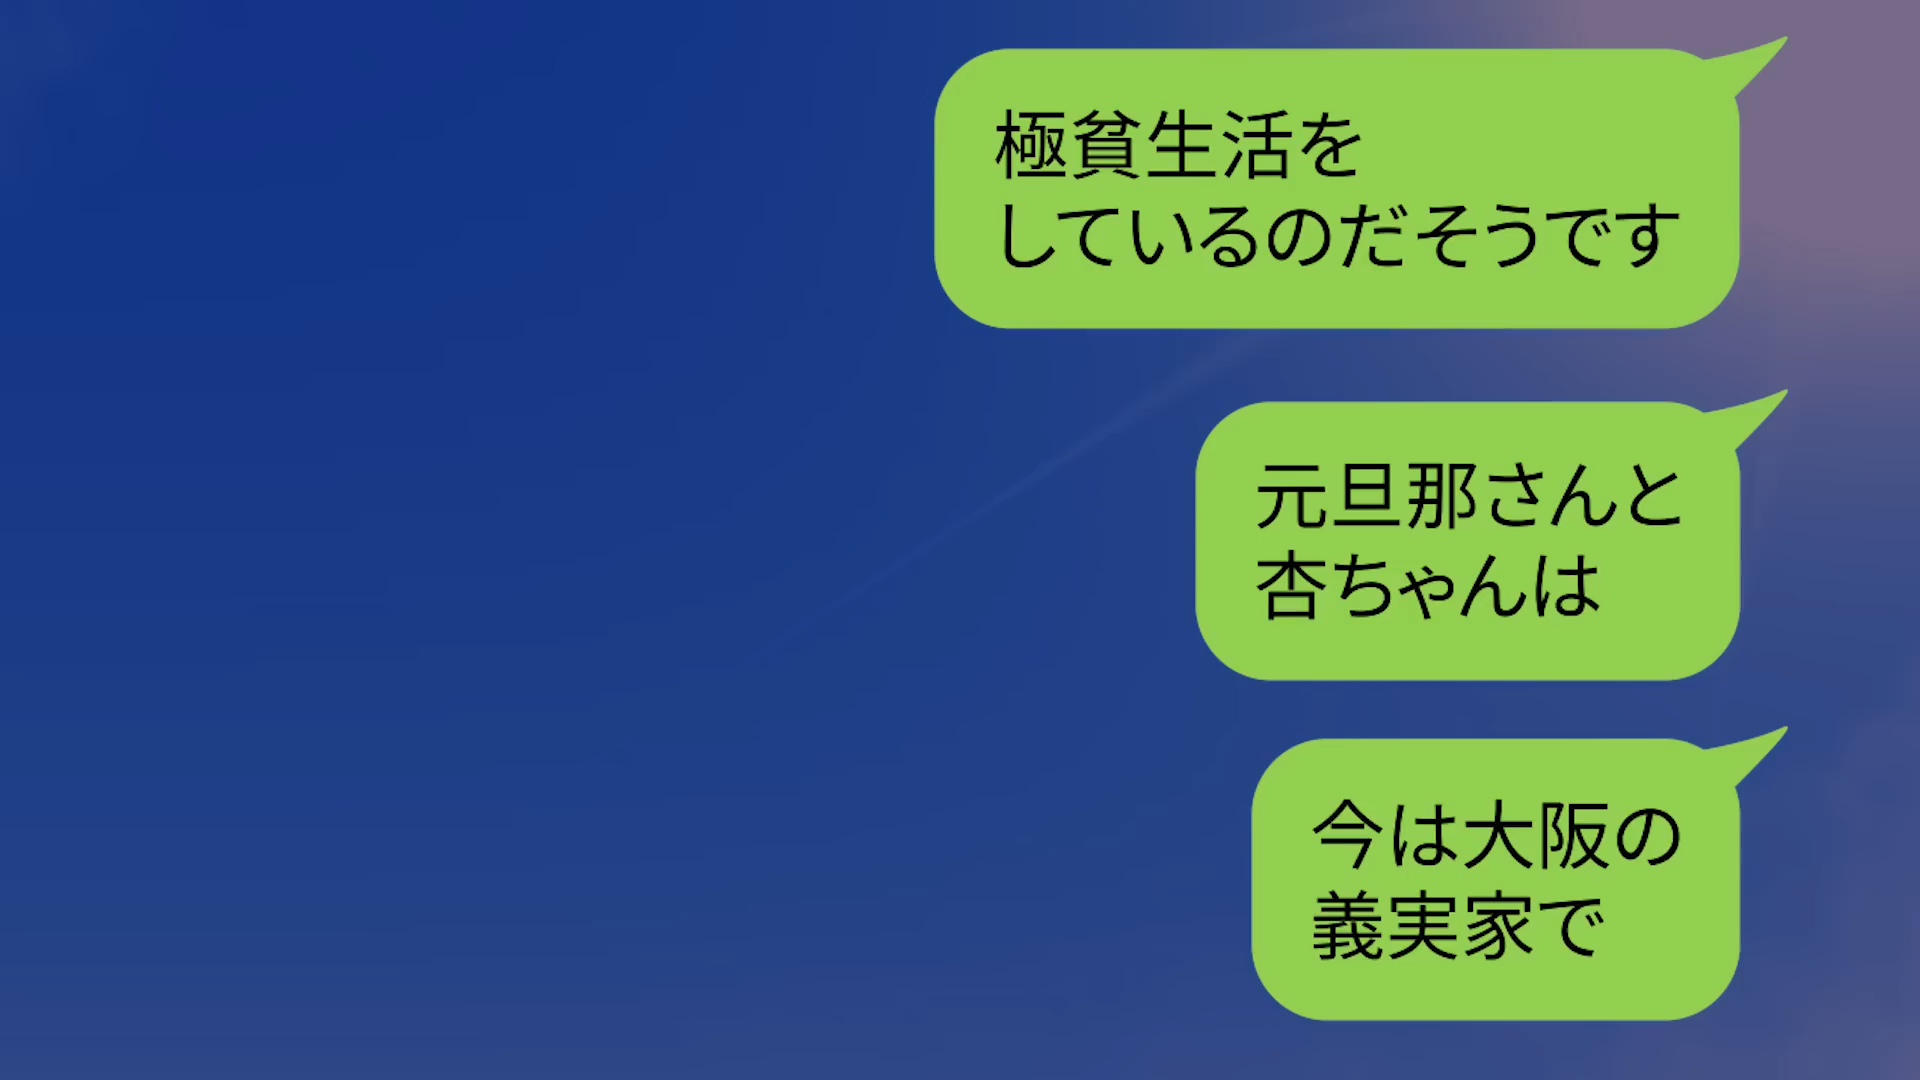 極貧生活を
しているのだそうです
元旦那さんと
杏ちゃんは
今は大阪の
義実家で